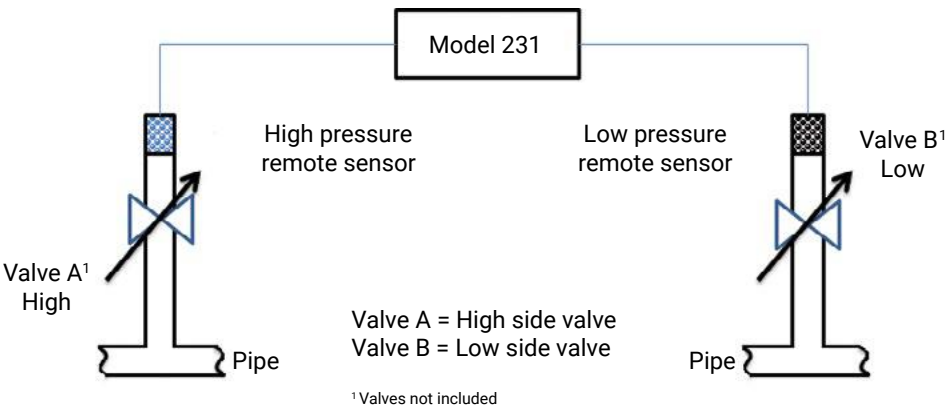 Model 231
High pressure
remote sensor
Low pressure
remote sensor
Valve B¹
Low
Valve A¹
High
Valve A = High side valve
Valve B = Low side valve
Pipe
Pipe
¹ Valves not included